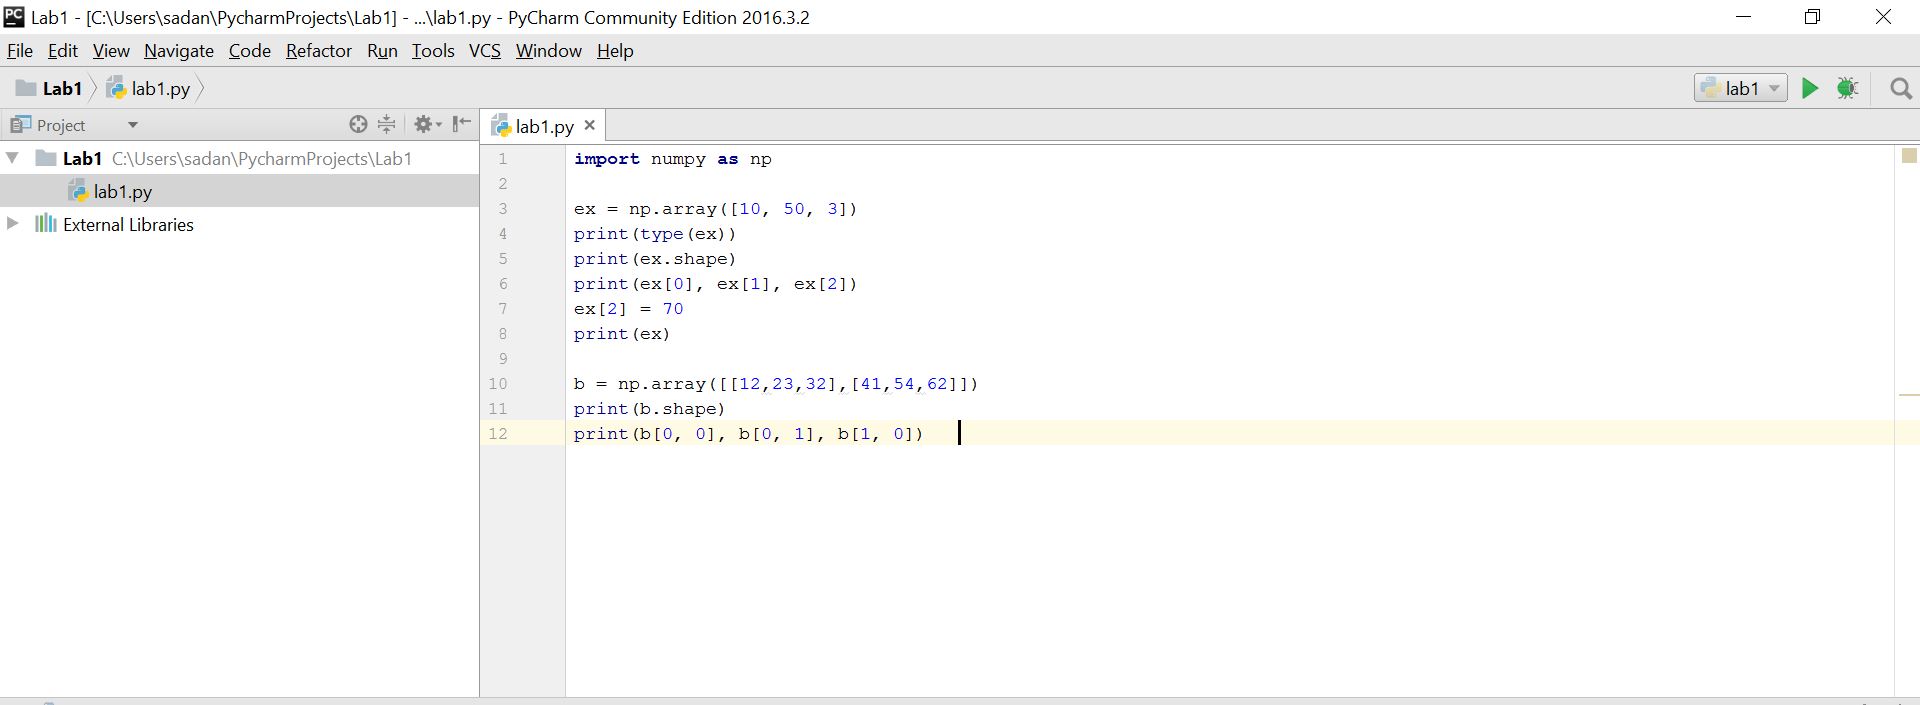 PC Lab1 - [C:\Users\sadan\PycharmProjects\Lab1] - ...\lab1.py - PyCharm Community Edition 2016.3.2
File Edit View Navigate Code Refactor Run Tools VCS Window Help
Lab1 lab1.py lab1
Project lab1.py
Lab1 C:\Users\sadan\PycharmProjects\Lab1
lab1.py
External Libraries
1 import numpy as np
2
3 ex = np.array([10, 50, 3])
4 print(type(ex))
5 print(ex.shape)
6 print(ex[0], ex[1], ex[2])
7 ex[2] = 70
8 print(ex)
9
10 b = np.array([[12,23,32],[41,54,62]])
11 print(b.shape)
12 print(b[0, 0], b[0, 1], b[1, 0])